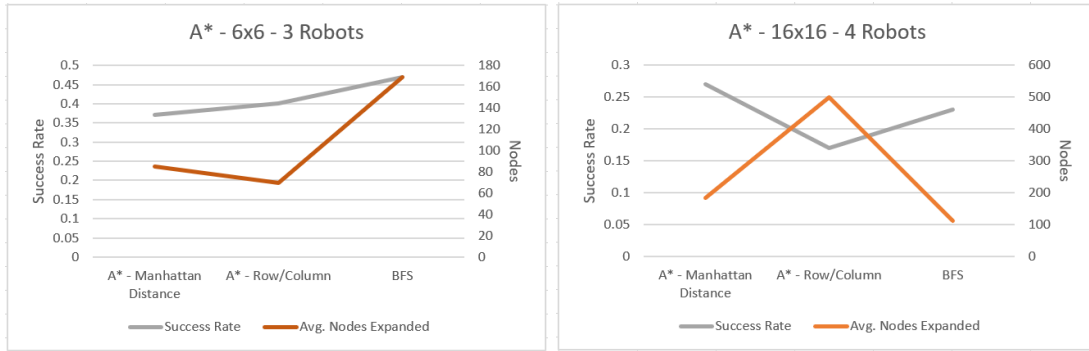 A* - 6x6 - 3 Robots
0.5
0.45
0.4
0.35
0.3
0.25
0.2
0.15
0.1
0.05
0
Success Rate
180
160
140
120
100
80
60
40
20
0
Nodes
A* - Manhattan
Distance
A* - Row/Column
BFS
Success Rate
Avg. Nodes Expanded
A* - 16x16 - 4 Robots
0.3
0.25
0.2
0.15
0.1
0.05
0
Success Rate
600
500
400
300
200
100
0
Nodes
A* - Manhattan
Distance
A* - Row/Column
BFS
Success Rate
Avg. Nodes Expanded